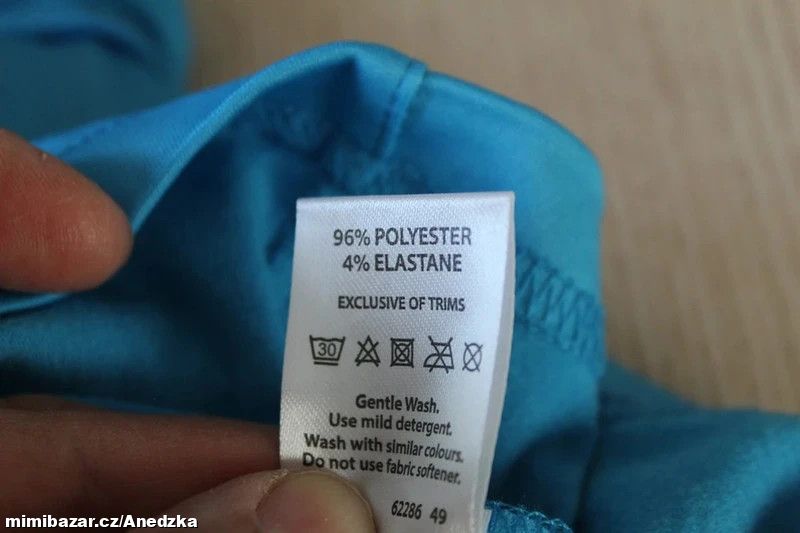 96% POLYESTER
4% ELASTANE
EXCLUSIVE OF TRIMS
30
Gentle Wash.
Use mild detergent.
Wash with similar colours.
Do not use fabric softener.
62286 49
mimibazar.cz/Anedzka